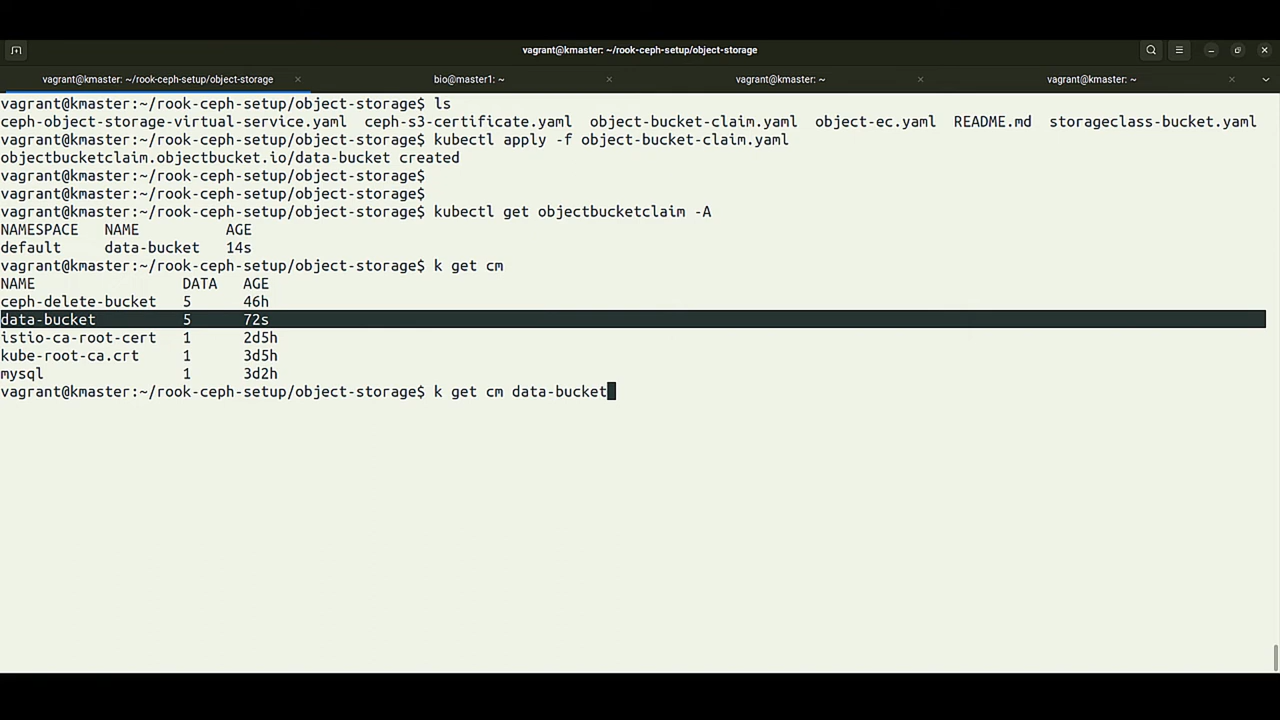 vagrant@kmaster: ~/rook-ceph-setup/object-storage
vagrant@kmaster: ~/rook-ceph-setup/object-storage × bio@master1: ~ × vagrant@kmaster: ~ × vagrant@kmaster: ~ ×
vagrant@kmaster:~/rook-ceph-setup/object-storage$ ls
ceph-object-storage-virtual-service.yaml  ceph-s3-certificate.yaml  object-bucket-claim.yaml  object-ec.yaml  README.md  storageclass-bucket.yaml
vagrant@kmaster:~/rook-ceph-setup/object-storage$ kubectl apply -f object-bucket-claim.yaml
objectbucketclaim.objectbucket.io/data-bucket created
vagrant@kmaster:~/rook-ceph-setup/object-storage$
vagrant@kmaster:~/rook-ceph-setup/object-storage$
vagrant@kmaster:~/rook-ceph-setup/object-storage$ kubectl get objectbucketclaim -A
NAMESPACE   NAME          AGE
default     data-bucket   14s
vagrant@kmaster:~/rook-ceph-setup/object-storage$ k get cm
NAME                 DATA   AGE
ceph-delete-bucket   5      46h
data-bucket          5      72s
istio-ca-root-cert   1      2d5h
kube-root-ca.crt     1      3d5h
mysql                1      3d2h
vagrant@kmaster:~/rook-ceph-setup/object-storage$ k get cm data-bucket